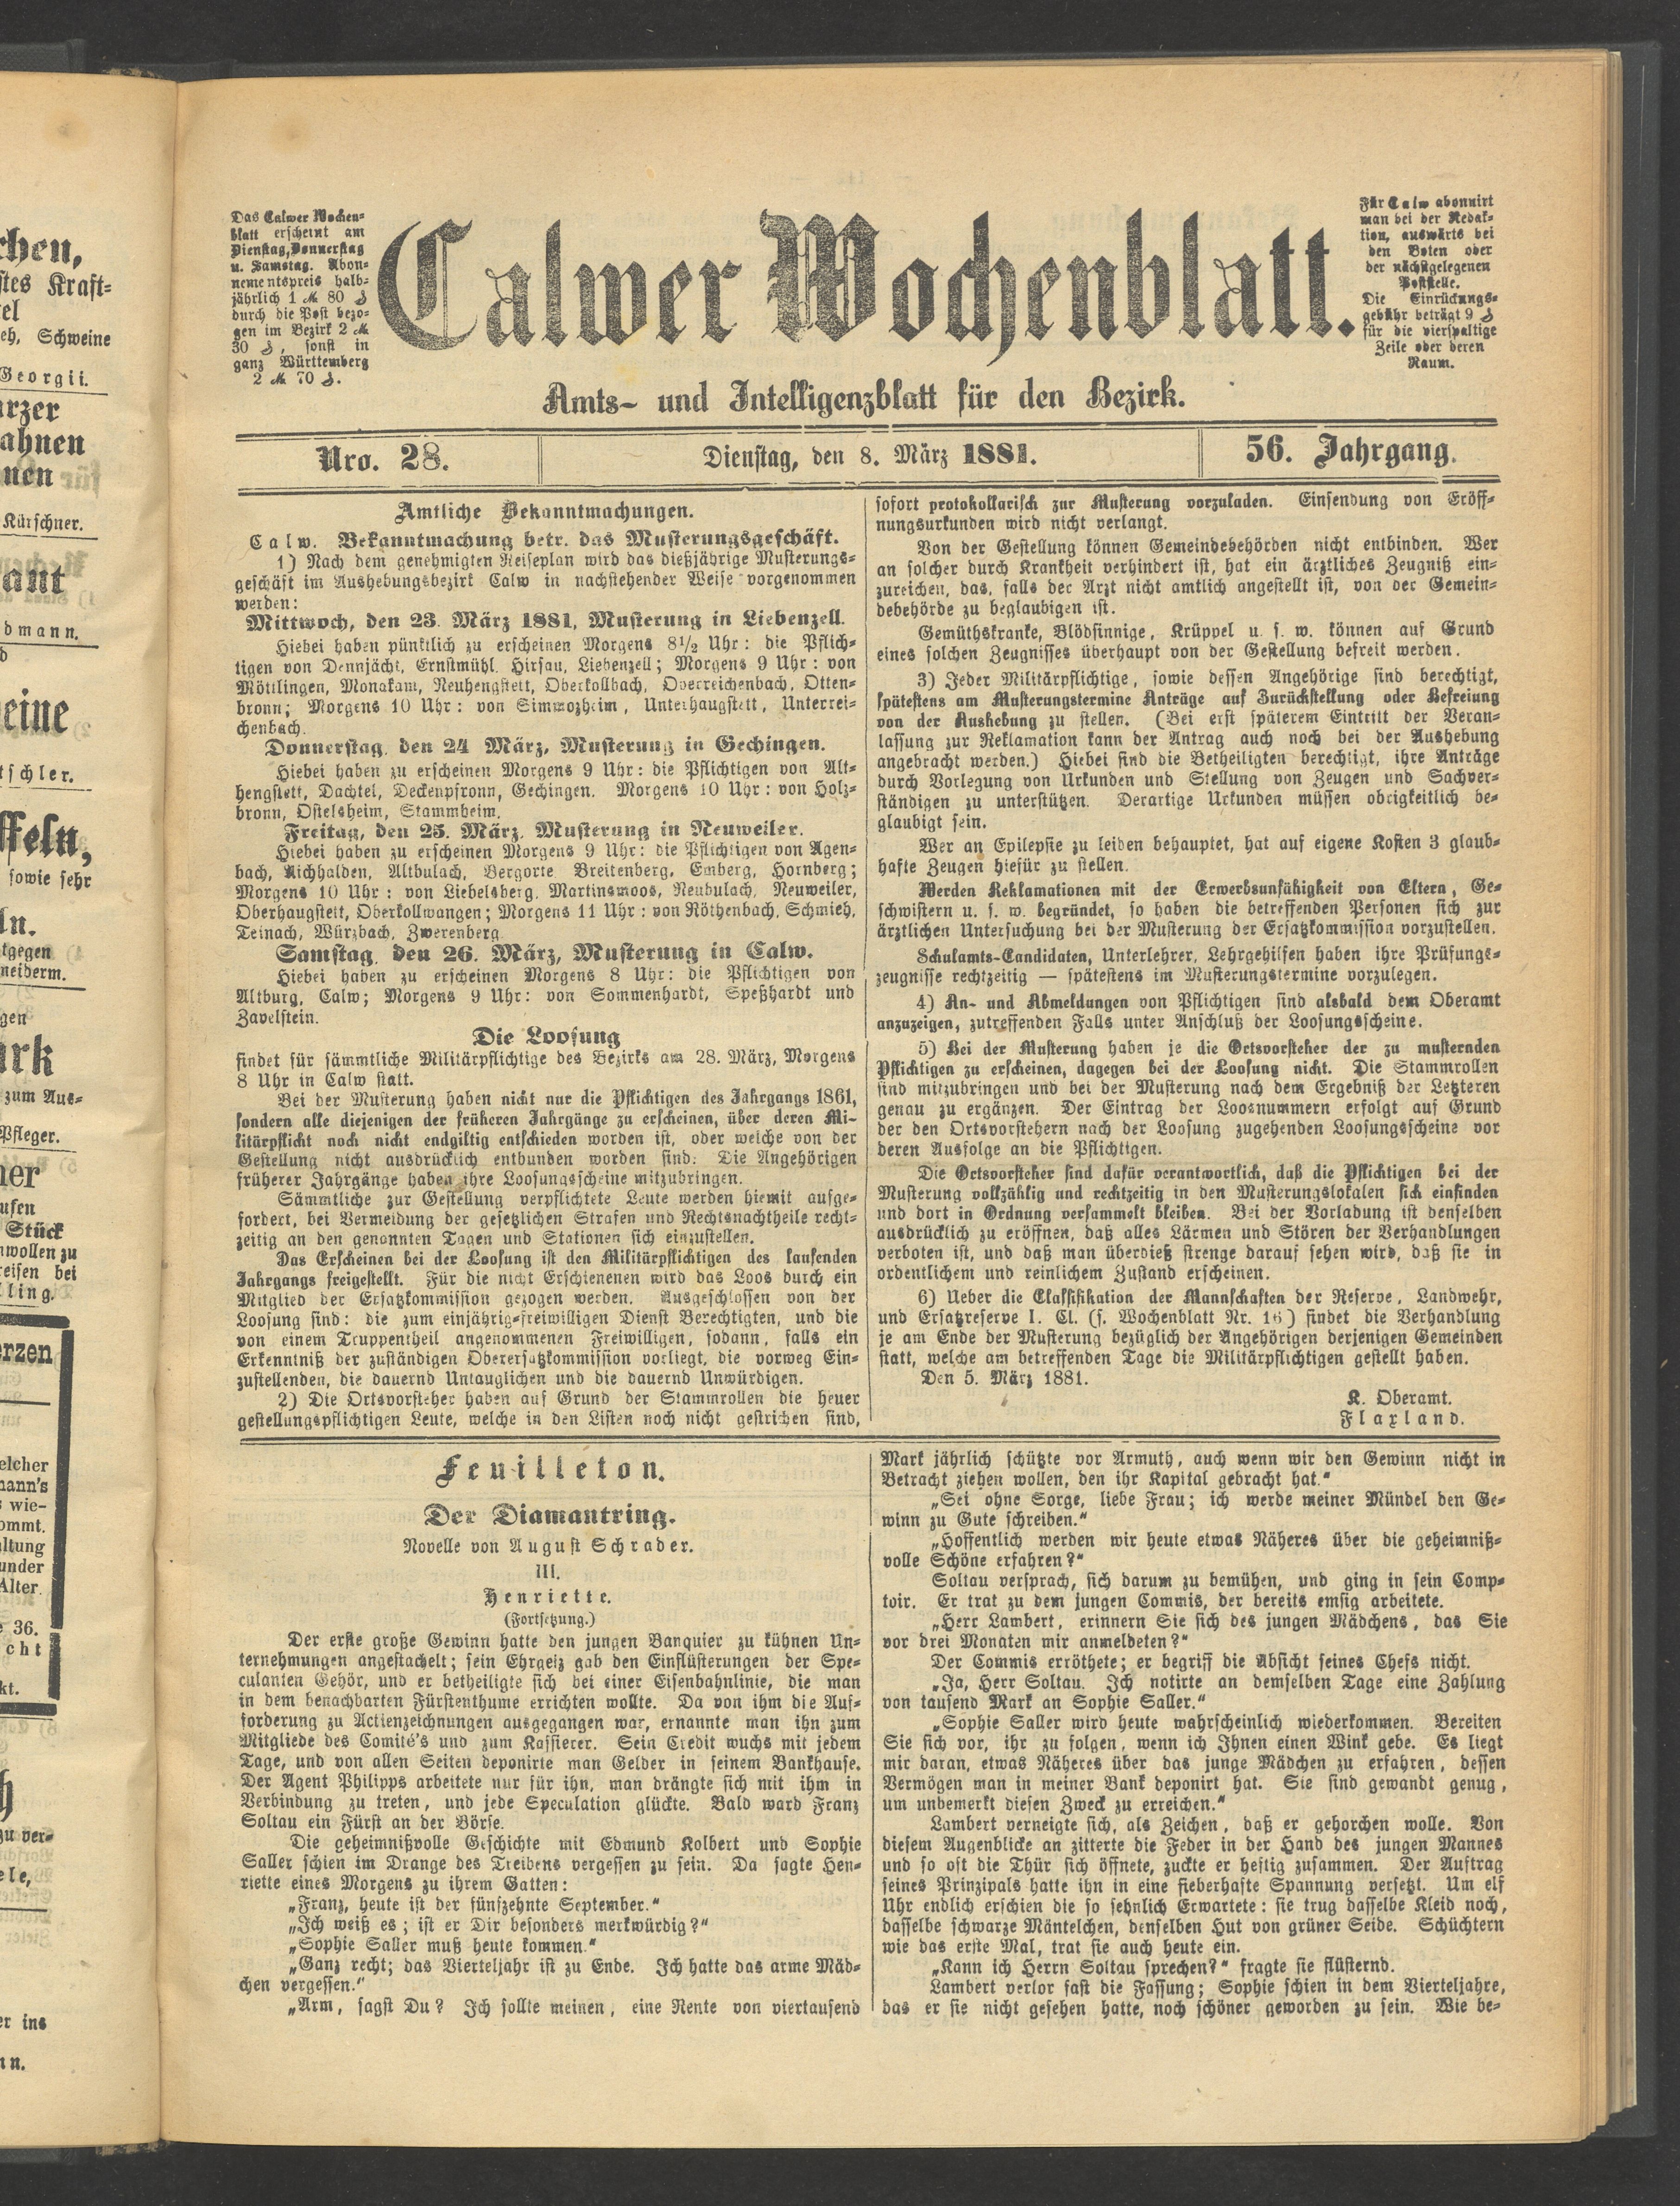 chen,
stes Kraft-
tel
eh, Schweine
Georgii.
arzer
ahnen
nen
Kürschner.
ant
dmann.
d
eine
tschler.
ffeln,
sowie sehr
ln.
tgegen
neiderm.
gen
ark
zum Aus-
Pfleger.
ner
ufen
Stück
wollen zu
reisen bei
lling.
erzen
elcher
nann's
wie-
ommt.
altung
under
Alter.
e 36.
cht
kt.
h
zu ver-
ele,
er ins
nn.
Das Calwer Wochen-
blatt erscheint am
Dienstag, Donnerstag
u. Samstag. Abon-
nementspreis halb-
jährlich 1 ℳ 80 ₰
durch die Post bezo-
gen im Bezirk 2 ℳ
30 ₰, sonst in
ganz Württemberg
2 ℳ 70 ₰.
Calwer Wochenblatt.
Für Calw abonnirt
man bei der Redak-
tion, auswärts bei
den Boten oder
der nächstgelegenen
Poststelle.
Die Einrückungs-
gebühr beträgt 9 ₰
für die vierspaltige
Zeile oder deren
Raum.
Amts- und Intelligenzblatt für den Bezirk.
Nro. 28.
Dienstag, den 8. März 1881.
56. Jahrgang.
Amtliche Bekanntmachungen.
Calw. Bekanntmachung betr. das Musterungsgeschäft.
1) Nach dem genehmigten Reiseplan wird das dießjährige Musterungs-
geschäft im Aushebungsbezirk Calw in nachstehender Weise vorgenommen
werden:
Mittwoch, den 23. März 1881, Musterung in Liebenzell.
Hiebei haben pünktlich zu erscheinen Morgens 8½ Uhr: die Pflich-
tigen von Dennjächt, Ernstmühl, Hirsau, Liebenzell; Morgens 9 Uhr: von
Möttlingen, Monakam, Neuhengstett, Oberkollbach, Oberreichenbach, Otten-
bronn; Morgens 10 Uhr: von Simmozheim, Unterhaugstett, Unterrei-
chenbach.
Donnerstag, den 24 März, Musterung in Gechingen.
Hiebei haben zu erscheinen Morgens 9 Uhr: die Pflichtigen von Alt-
hengstett, Dachtel, Deckenpfronn, Gechingen. Morgens 10 Uhr: von Holz-
bronn, Ostelsheim, Stammheim.
Freitag, den 25. März, Musterung in Neuweiler.
Hiebei haben zu erscheinen Morgens 9 Uhr: die Pflichtigen von Agen-
bach, Aichhalden, Altbulach, Bergorte Breitenberg, Emberg, Hornberg;
Morgens 10 Uhr: von Liebelsberg, Martinsmoos, Neubulach, Neuweiler,
Oberhaugstett, Oberkollwangen; Morgens 11 Uhr: von Röthenbach, Schmieh,
Teinach, Würzbach, Zwerenberg.
Samstag, den 26. März, Musterung in Calw.
Hiebei haben zu erscheinen Morgens 8 Uhr: die Pflichtigen von
Altburg, Calw; Morgens 9 Uhr: von Sommenhardt, Speßhardt und
Zavelstein.
Die Loosung
findet für sämmtliche Militärpflichtige des Bezirks am 28. März, Morgens
8 Uhr in Calw statt.
Bei der Musterung haben nicht nur die Pflichtigen des Jahrgangs 1861,
sondern alle diejenigen der früheren Jahrgänge zu erscheinen, über deren Mi-
litärpflicht noch nicht endgiltig entschieden worden ist, oder welche von der
Gestellung nicht ausdrücklich entbunden worden sind. Die Angehörigen
früherer Jahrgänge haben ihre Loosungsscheine mitzubringen.
Sämmtliche zur Gestellung verpflichtete Leute werden hiemit aufge-
fordert, bei Vermeidung der gesetzlichen Strafen und Rechtsnachtheile recht-
zeitig an den genannten Tagen und Stationen sich einzustellen.
Das Erscheinen bei der Loosung ist den Militärpflichtigen des laufenden
Jahrgangs freigestellt. Für die nicht Erschienenen wird das Loos durch ein
Mitglied der Ersatzkommission gezogen werden. Ausgeschlossen von der
Loosung sind: die zum einjährig-freiwilligen Dienst Berechtigten, und die
von einem Truppentheil angenommenen Freiwilligen, sodann, falls ein
Erkenntniß der zuständigen Oberersatzkommission vorliegt, die vorweg Ein-
zustellenden, die dauernd Untauglichen und die dauernd Unwürdigen.
2) Die Ortsvorsteher haben auf Grund der Stammrollen die heuer
gestellungspflichtigen Leute, welche in den Listen noch nicht gestrichen sind,
sofort protokollarisch zur Musterung vorzuladen. Einsendung von Eröff-
nungsurkunden wird nicht verlangt.
Von der Gestellung können Gemeindebehörden nicht entbinden. Wer
an solcher durch Krankheit verhindert ist, hat ein ärztliches Zeugniß ein-
zureichen, das, falls der Arzt nicht amtlich angestellt ist, von der Gemein-
debehörde zu beglaubigen ist.
Gemüthskranke, Blödsinnige, Krüppel u. s. w. können auf Grund
eines solchen Zeugnisses überhaupt von der Gestellung befreit werden.
3) Jeder Militärpflichtige, sowie dessen Angehörige sind berechtigt,
spätestens am Musterungstermine Anträge auf Zurückstellung oder Befreiung
von der Aushebung zu stellen. (Bei erst späterem Eintritt der Veran-
lassung zur Reklamation kann der Antrag auch noch bei der Aushebung
angebracht werden.) Hiebei sind die Betheiligten berechtigt, ihre Anträge
durch Vorlegung von Urkunden und Stellung von Zeugen und Sachver-
ständigen zu unterstützen. Derartige Urkunden müssen obrigkeitlich be-
glaubigt sein.
Wer an Epilepsie zu leiden behauptet, hat auf eigene Kosten 3 glaub-
hafte Zeugen hiefür zu stellen.
Werden Reklamationen mit der Erwerbsunfähigkeit von Eltern, Ge-
schwistern u. s. w. begründet, so haben die betreffenden Personen sich zur
ärztlichen Untersuchung bei der Musterung der Ersatzkommission vorzustellen.
Schulamts-Candidaten, Unterlehrer, Lehrgehilfen haben ihre Prüfungs-
zeugnisse rechtzeitig — spätestens im Musterungstermine vorzulegen.
4) An- und Abmeldungen von Pflichtigen sind alsbald dem Oberamt
anzuzeigen, zutreffenden Falls unter Anschluß der Loosungsscheine.
5) Bei der Musterung haben je die Ortsvorsteher der zu musternden
Pflichtigen zu erscheinen, dagegen bei der Loosung nicht. Die Stammrollen
sind mitzubringen und bei der Musterung nach dem Ergebniß der Letzteren
genau zu ergänzen. Der Eintrag der Loosnummern erfolgt auf Grund
der den Ortsvorstehern nach der Loosung zugehenden Loosungsscheine vor
deren Ausfolge an die Pflichtigen.
Die Ortsvorsteher sind dafür verantwortlich, daß die Pflichtigen bei der
Musterung vollzählig und rechtzeitig in den Musterungslokalen sich einfinden
und dort in Ordnung versammelt bleiben. Bei der Vorladung ist denselben
ausdrücklich zu eröffnen, daß alles Lärmen und Stören der Verhandlungen
verboten ist, und daß man überdieß strenge darauf sehen wird, daß sie in
ordentlichem und reinlichem Zustand erscheinen.
6) Ueber die Classifikation der Mannschaften der Reserve, Landwehr,
und Ersatzreserve I. Cl. (s. Wochenblatt Nr. 16) findet die Verhandlung
je am Ende der Musterung bezüglich der Angehörigen derjenigen Gemeinden
statt, welche am betreffenden Tage die Militärpflichtigen gestellt haben.
Den 5. März 1881.
K. Oberamt.
Flaxland.
Feuilleton.
Der Diamantring.
Novelle von August Schrader.
III.
Henriette.
(Fortsetzung.)
Der erste große Gewinn hatte den jungen Banquier zu kühnen Un-
ternehmungen angestachelt; sein Ehrgeiz gab den Einflüsterungen der Spe-
culanten Gehör, und er betheiligte sich bei einer Eisenbahnlinie, die man
in dem benachbarten Fürstenthume errichten wollte. Da von ihm die Auf-
forderung zu Actienzeichnungen ausgegangen war, ernannte man ihn zum
Mitgliede des Comité's und zum Kassierer. Sein Credit wuchs mit jedem
Tage, und von allen Seiten deponirte man Gelder in seinem Bankhause.
Der Agent Philipps arbeitete nur für ihn, man drängte sich mit ihm in
Verbindung zu treten, und jede Speculation glückte. Bald ward Franz
Soltau ein Fürst an der Börse.
Die geheimnißvolle Geschichte mit Edmund Kolbert und Sophie
Saller schien im Drange des Treibens vergessen zu sein. Da sagte Hen-
riette eines Morgens zu ihrem Gatten:
„Franz, heute ist der fünfzehnte September.“
„Ich weiß es; ist er Dir besonders merkwürdig?“
„Sophie Saller muß heute kommen.“
„Ganz recht; das Vierteljahr ist zu Ende. Ich hatte das arme Mäd-
chen vergessen.“
„Arm, sagst Du? Ich sollte meinen, eine Rente von viertausend
Mark jährlich schützte vor Armuth, auch wenn wir den Gewinn nicht in
Betracht ziehen wollen, den ihr Kapital gebracht hat.“
„Sei ohne Sorge, liebe Frau; ich werde meiner Mündel den Ge-
winn zu Gute schreiben.“
„Hoffentlich werden wir heute etwas Näheres über die geheimniß-
volle Schöne erfahren?“
Soltau versprach, sich darum zu bemühen, und ging in sein Comp-
toir. Er trat zu dem jungen Commis, der bereits emsig arbeitete.
„Herr Lambert, erinnern Sie sich des jungen Mädchens, das Sie
vor drei Monaten mir anmeldeten?“
Der Commis erröthete; er begriff die Absicht seines Chefs nicht.
„Ja, Herr Soltau. Ich notirte an demselben Tage eine Zahlung
von tausend Mark an Sophie Saller.“
„Sophie Saller wird heute wahrscheinlich wiederkommen. Bereiten
Sie sich vor, ihr zu folgen, wenn ich Ihnen einen Wink gebe. Es liegt
mir daran, etwas Näheres über das junge Mädchen zu erfahren, dessen
Vermögen man in meiner Bank deponirt hat. Sie sind gewandt genug,
um unbemerkt diesen Zweck zu erreichen.“
Lambert verneigte sich, als Zeichen, daß er gehorchen wolle. Von
diesem Augenblicke an zitterte die Feder in der Hand des jungen Mannes
und so oft die Thür sich öffnete, zuckte er heftig zusammen. Der Auftrag
seines Prinzipals hatte ihn in eine fieberhafte Spannung versetzt. Um elf
Uhr endlich erschien die so sehnlich Erwartete: sie trug dasselbe Kleid noch,
dasselbe schwarze Mäntelchen, denselben Hut von grüner Seide. Schüchtern
wie das erste Mal, trat sie auch heute ein.
„Kann ich Herrn Soltau sprechen?“ fragte sie flüsternd.
Lambert verlor fast die Fassung; Sophie schien in dem Vierteljahre,
das er sie nicht gesehen hatte, noch schöner geworden zu sein. Wie be-